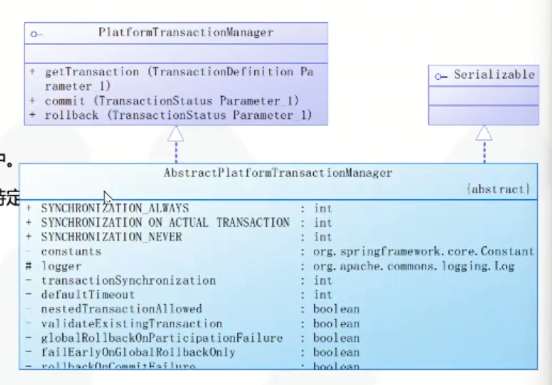 PlatformTransactionManager
+ getTransaction (TransactionDefinition Pa
rameter_1)
+ commit (TransactionStatus Parameter_1)
+ rollback (TransactionStatus Parameter_1)
Serializable
中。
特定
AbstractPlatformTransactionManager
{abstract}
+ SYNCHRONIZATION_ALWAYS : int
+ SYNCHRONIZATION_ON_ACTUAL_TRANSACTION : int
+ SYNCHRONIZATION_NEVER : int
- constants : org.springframework.core.Constant
# logger : org.apache.commons.logging.Log
- transactionSynchronization : int
- defaultTimeout : int
- nestedTransactionAllowed : boolean
- validateExistingTransaction : boolean
- globalRollbackOnParticipationFailure : boolean
- failEarlyOnGlobalRollbackOnly : boolean
- rollbackOnCommitFailure : boolean